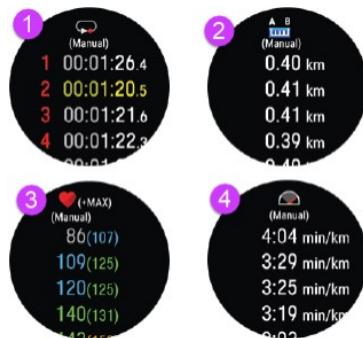 1
(Manual)
1 00:01:26.4
2 00:01:20.5
3 00:01:21.6
4 00:01:22.3
2
A B
(Manual)
0.40 km
0.41 km
0.41 km
0.39 km
3
(+MAX)
(Manual)
86(107)
109(125)
120(125)
140(131)
4
(Manual)
4:04 min/km
3:29 min/km
3:25 min/km
3:19 min/km